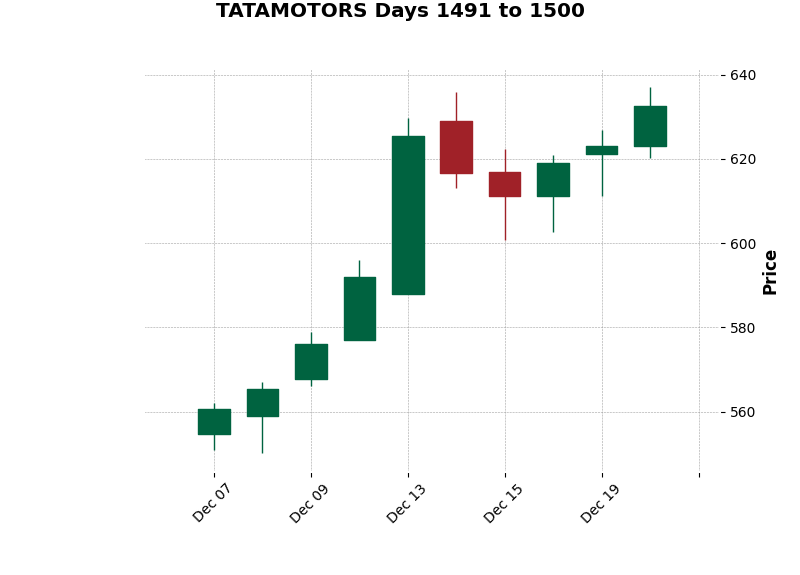 TATAMOTORS Days 1491 to 1500
640
620
600
580
560
Price
Dec 07
Dec 09
Dec 13
Dec 15
Dec 19